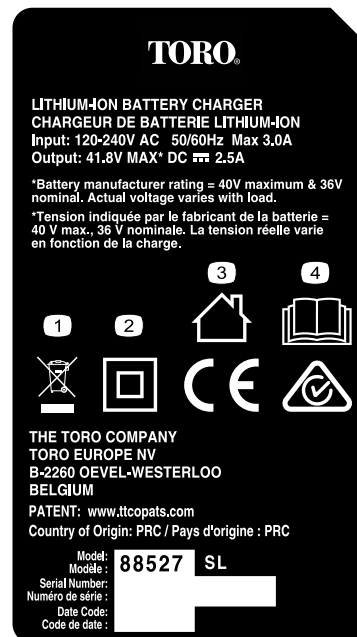 TORO®
LITHIUM-ION BATTERY CHARGER
CHARGEUR DE BATTERIE LITHIUM-ION
Input: 120-240V AC 50/60Hz Max 3.0A
Output: 41.8V MAX* DC ⎓ 2.5A
*Battery manufacturer rating = 40V maximum & 36V
nominal. Actual voltage varies with load.
*Tension indiquée par le fabricant de la batterie =
40 V max., 36 V nominale. La tension réelle varie
en fonction de la charge.
3 4
1 2
CE
THE TORO COMPANY
TORO EUROPE NV
B-2260 OEVEL-WESTERLOO
BELGIUM
PATENT: www.ttcopats.com
Country of Origin: PRC / Pays d'origine : PRC
Model:
Modèle : 88527 SL
Serial Number:
Numéro de série :
Date Code:
Code de date :